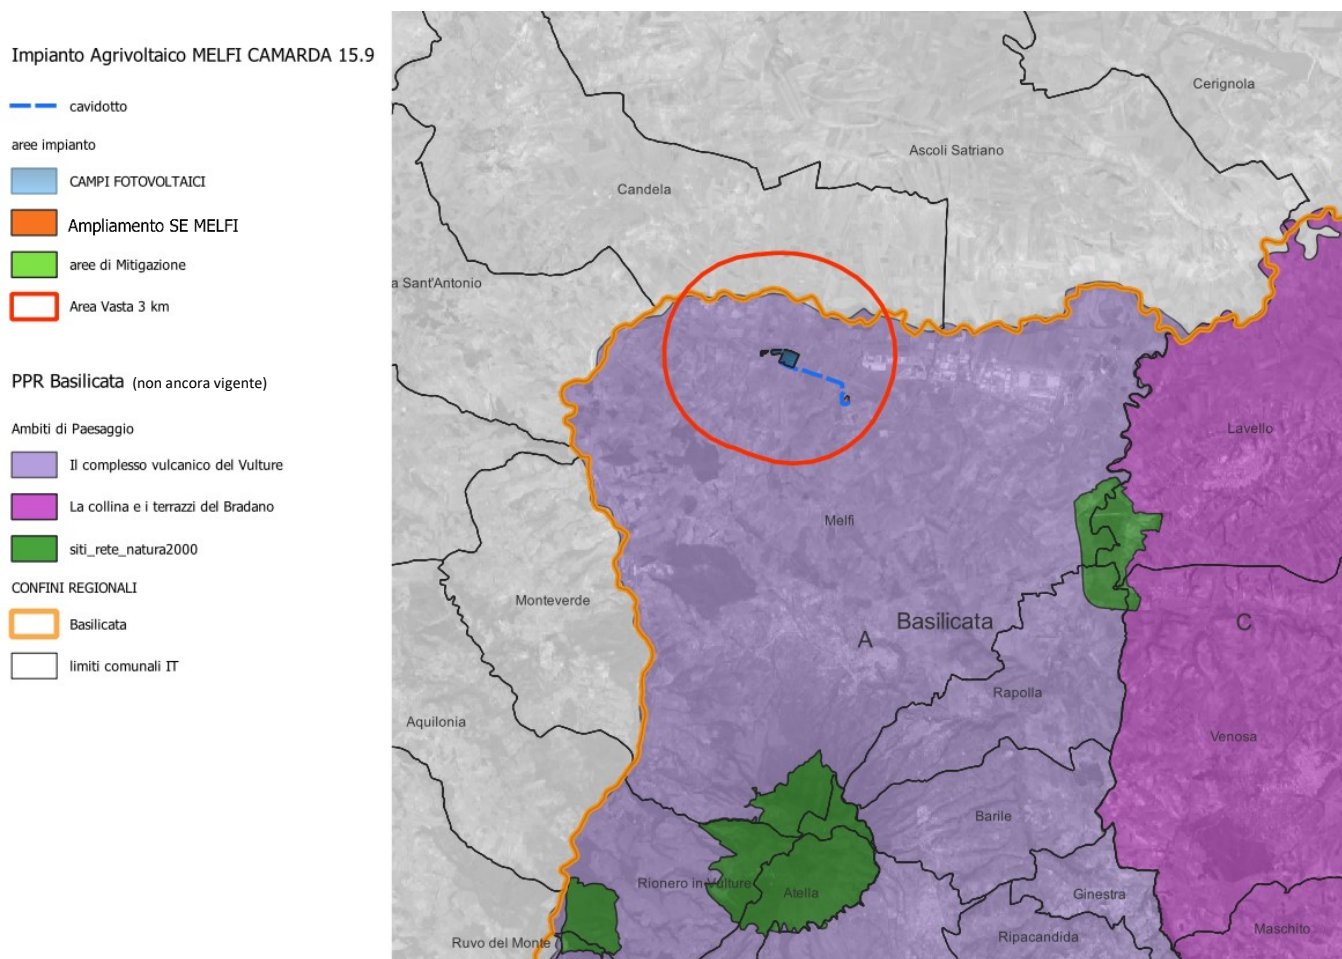 Impianto Agrivoltaico MELFI CAMARDA 15.9
cavidotto
aree impianto
CAMPI FOTOVOLTAICI
Ampliamento SE MELFI
aree di Mitigazione
Area Vasta 3 km
PPR Basilicata (non ancora vigente)
Ambiti di Paesaggio
Il complesso vulcanico del Vulture
La collina e i terrazzi del Bradano
siti_rete_natura2000
CONFINI REGIONALI
Basilicata
limiti comunali IT
Cerignola
Ascoli Satriano
Candela
a Sant'Antonio
Lavello
Melfi
Monteverde
Basilicata
A
C
Rapolla
Aquilonia
Venosa
Barile
Rionero in Vulture
Atella
Ginestra
Ruvo del Monte
Ripacandida
Maschito